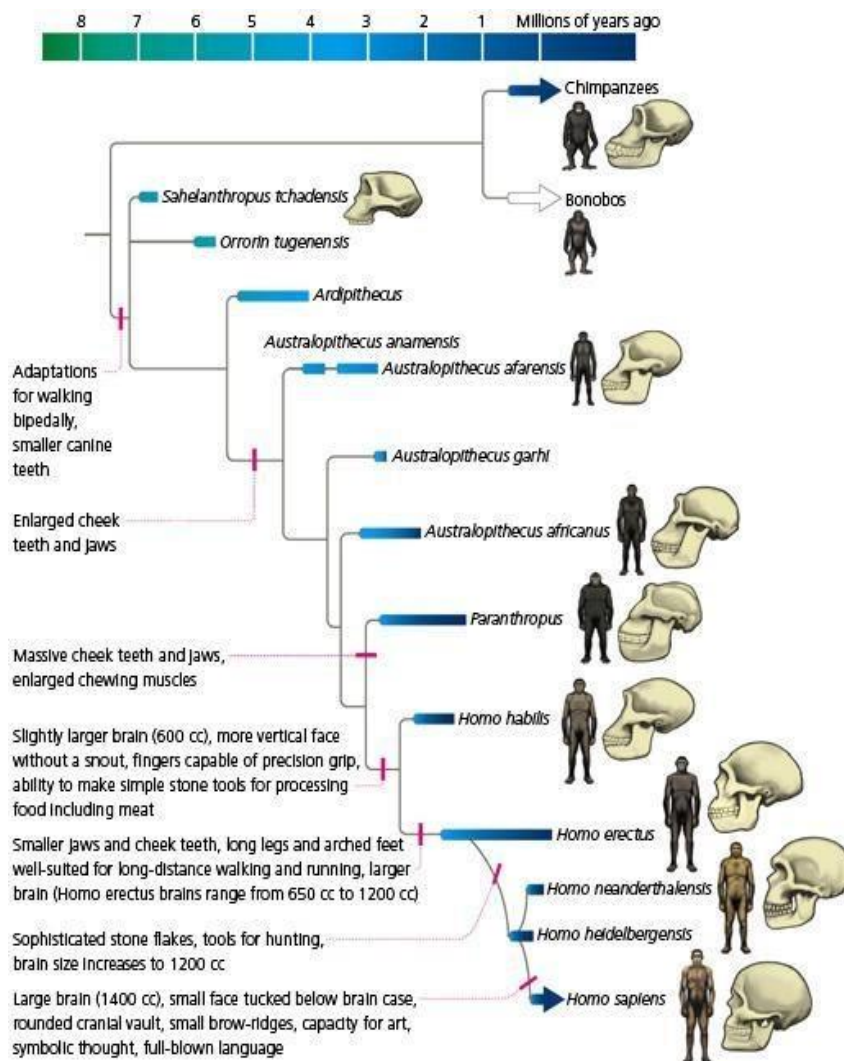 8 7 6 5 4 3 2 1 Millions of years ago
Chimpanzees
Bonobos
Sahelanthropus tchadensis
Orrorin tugenensis
Ardipithecus
Australopithecus anamensis
Australopithecus afarensis
Adaptations
for walking
bipedally,
smaller canine
teeth
Australopithecus garhi
Enlarged cheek
teeth and jaws
Australopithecus africanus
Paranthropus
Massive cheek teeth and jaws,
enlarged chewing muscles
Homo habilis
Slightly larger brain (600 cc), more vertical face
without a snout, fingers capable of precision grip,
ability to make simple stone tools for processing
food including meat
Homo erectus
Smaller jaws and cheek teeth, long legs and arched feet
well-suited for long-distance walking and running, larger
brain (Homo erectus brains range from 650 cc to 1200 cc)
Homo neanderthalensis
Homo heidelbergensis
Sophisticated stone flakes, tools for hunting,
brain size increases to 1200 cc
Homo sapiens
Large brain (1400 cc), small face tucked below brain case,
rounded cranial vault, small brow-ridges, capacity for art,
symbolic thought, full-blown language